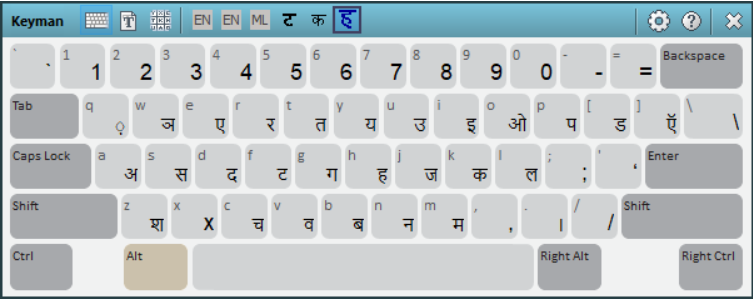 Keyman EN EN ML ट क ह
` ` 1 1 2 2 3 3 4 4 5 5 6 6 7 7 8 8 9 9 0 0 - - = = Backspace
Tab q ़ w ञ e ए r र t त y य u उ i इ o ओ p प [ ड ] ऍ \ \
Caps Lock a अ s स d द f ट g ग h ह j ज k क l ल ; ; ' ‘ Enter
Shift z श x x c च v व b ब n न m म , , . । / / Shift
Ctrl Alt Right Alt Right Ctrl